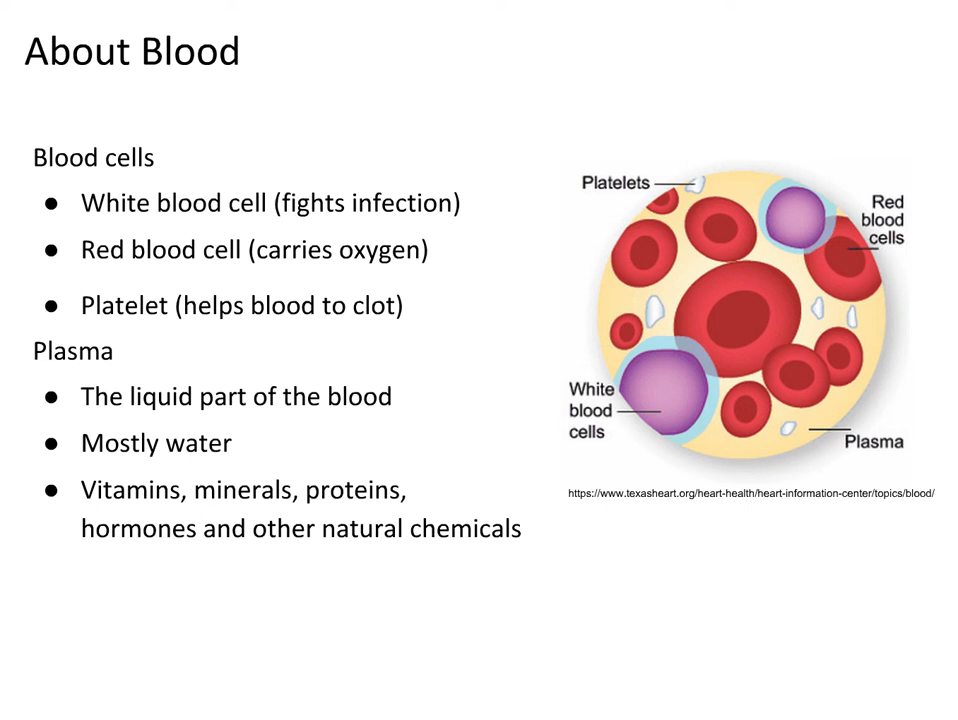 About Blood
Blood cells
● White blood cell (fights infection)
● Red blood cell (carries oxygen)
● Platelet (helps blood to clot)
Plasma
● The liquid part of the blood
● Mostly water
● Vitamins, minerals, proteins,
hormones and other natural chemicals
Platelets
Red
blood
cells
White
blood
cells
Plasma
https://www.texasheart.org/heart-health/heart-information-center/topics/blood/